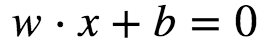 w · x + b = 0